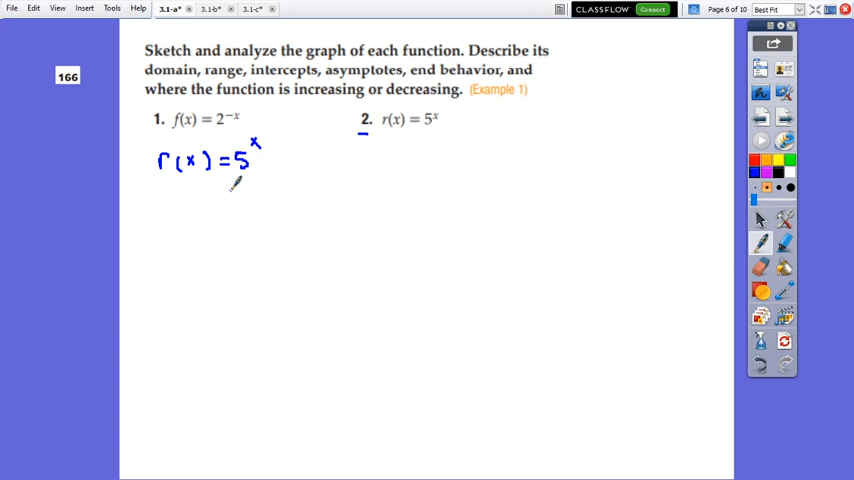 File Edit View Insert Tools Help 3.1-a* 3.1-b* 3.1-c* CLASSFLOW Connect Page 6 of 10 Best Fit
166
Sketch and analyze the graph of each function. Describe its
domain, range, intercepts, asymptotes, end behavior, and
where the function is increasing or decreasing. (Example 1)
1. f(x) = 2⁻ˣ 2. r(x) = 5ˣ
r(x) = 5ˣ